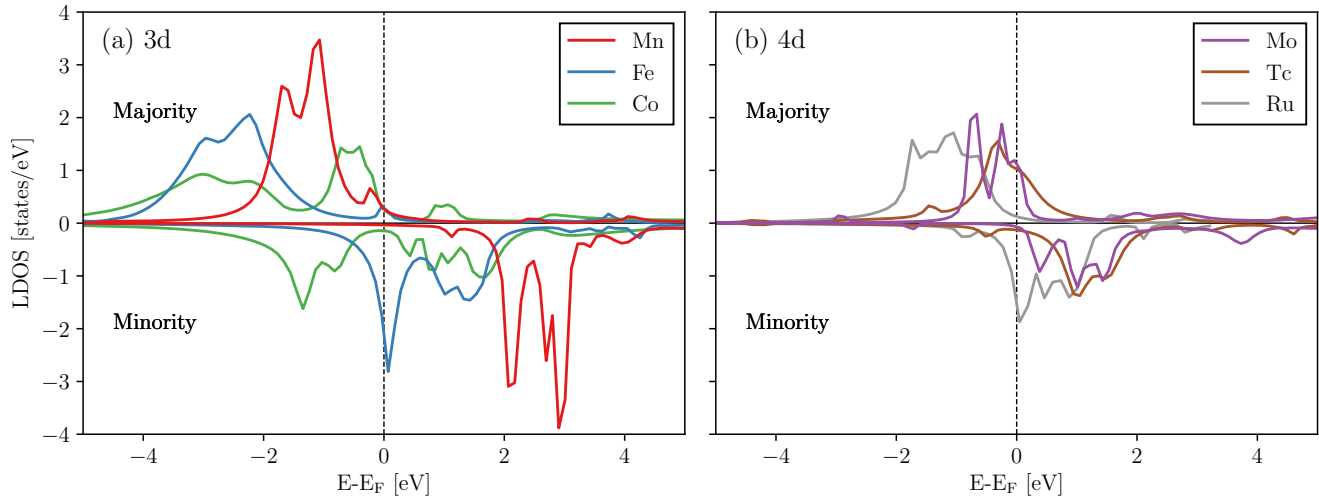 (a) 3d
Mn
Fe
Co
Majority
Minority
LDOS [states/eV]
4
3
2
1
0
−1
−2
−3
−4
−4
−2
0
2
4
E-E_F [eV]
(b) 4d
Mo
Tc
Ru
Majority
Minority
−4
−2
0
2
4
E-E_F [eV]